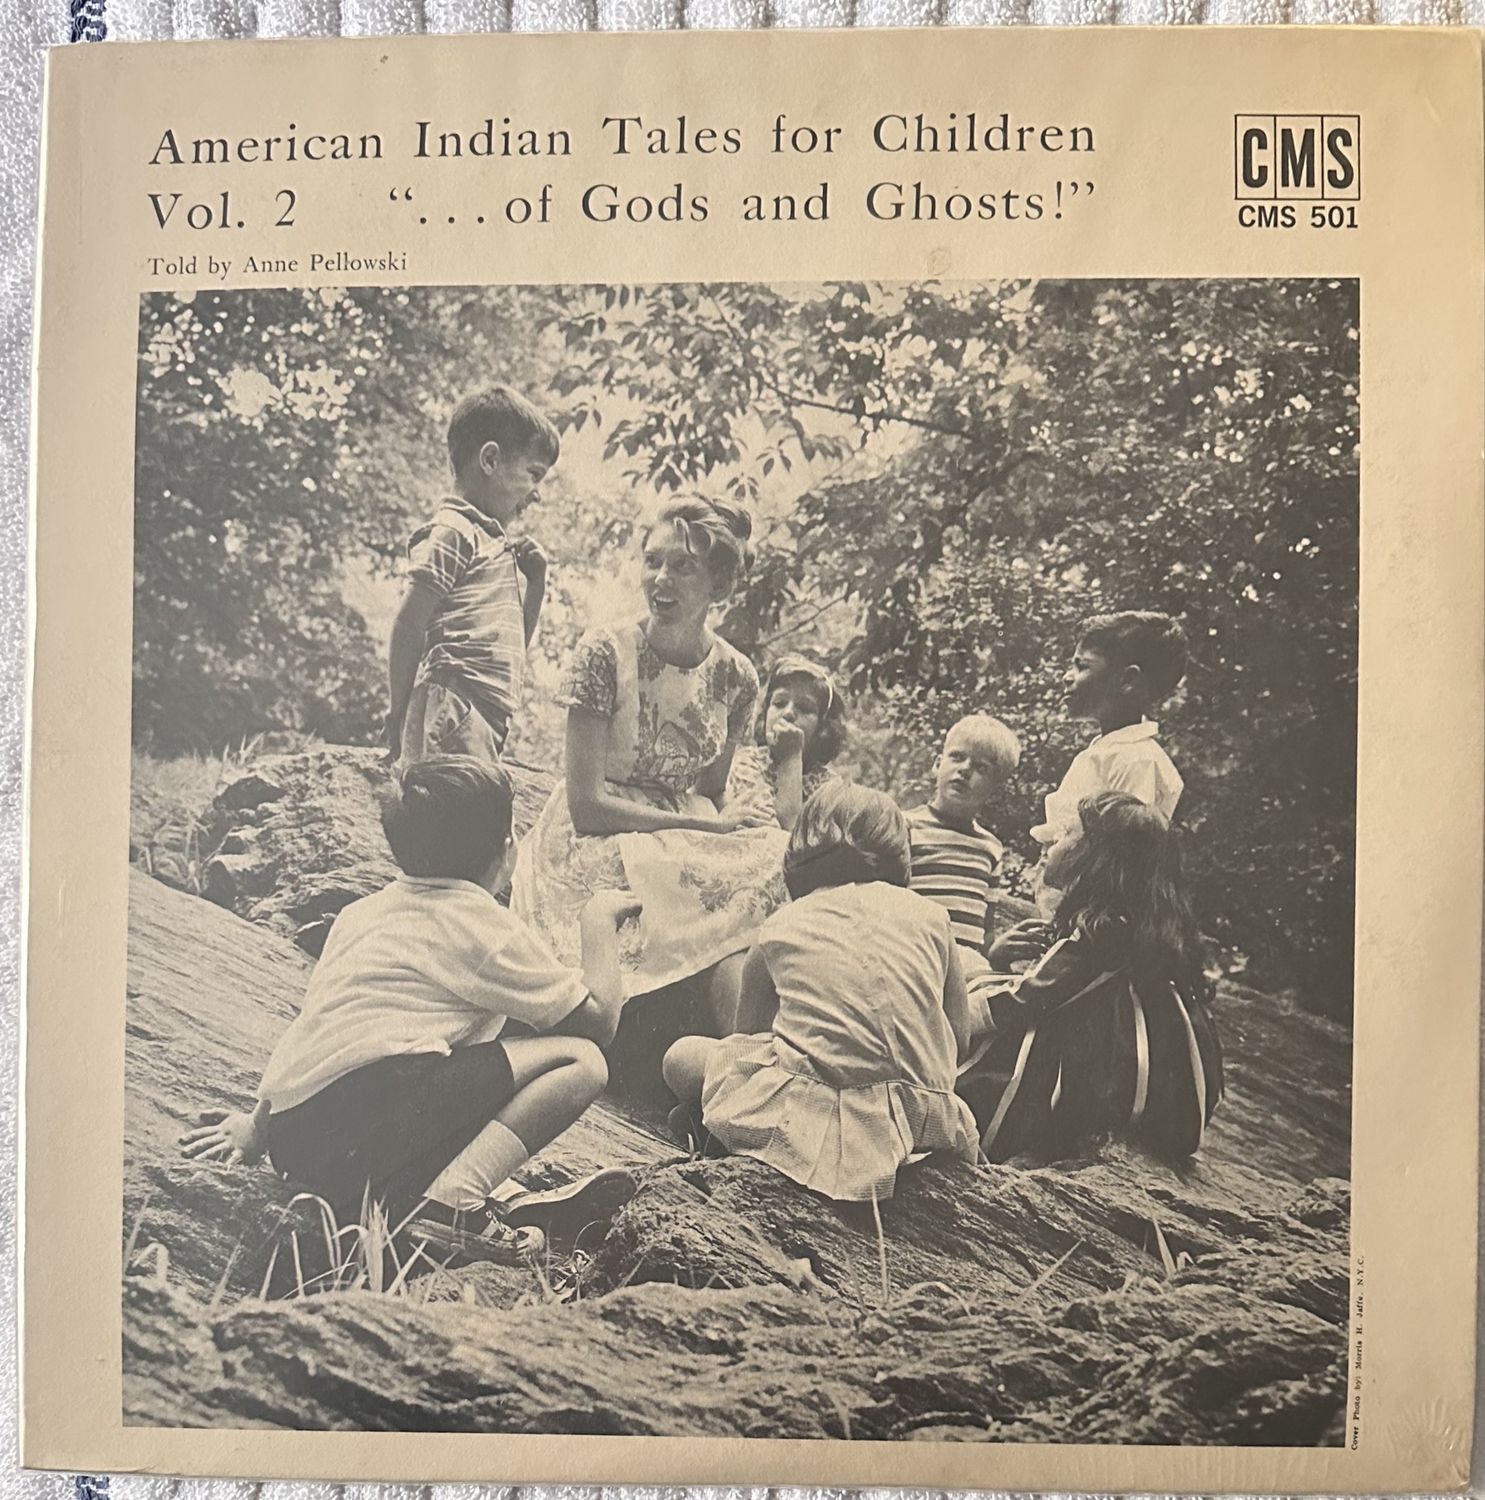 American Indian Tales for Children
Vol. 2 “. . . of Gods and Ghosts!”
Told by Anne Pellowski
CMS
CMS 501
Cover Photo by: Morris H. Jaffe, N.Y.C.